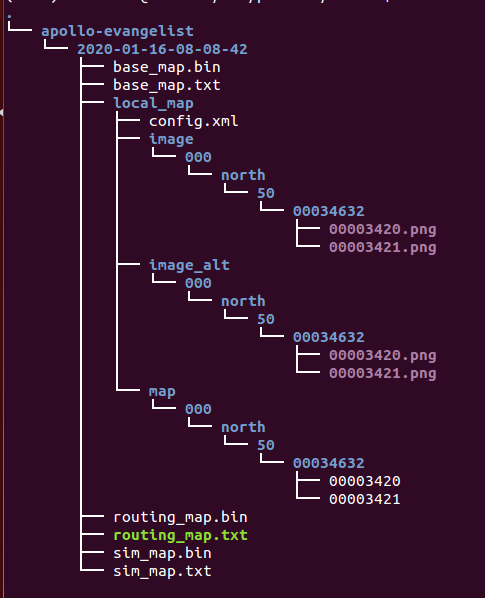 .
apollo-evangelist
2020-01-16-08-08-42
base_map.bin
base_map.txt
local_map
config.xml
image
000
north
50
00034632
00003420.png
00003421.png
image_alt
000
north
50
00034632
00003420.png
00003421.png
map
000
north
50
00034632
00003420
00003421
routing_map.bin
routing_map.txt
sim_map.bin
sim_map.txt